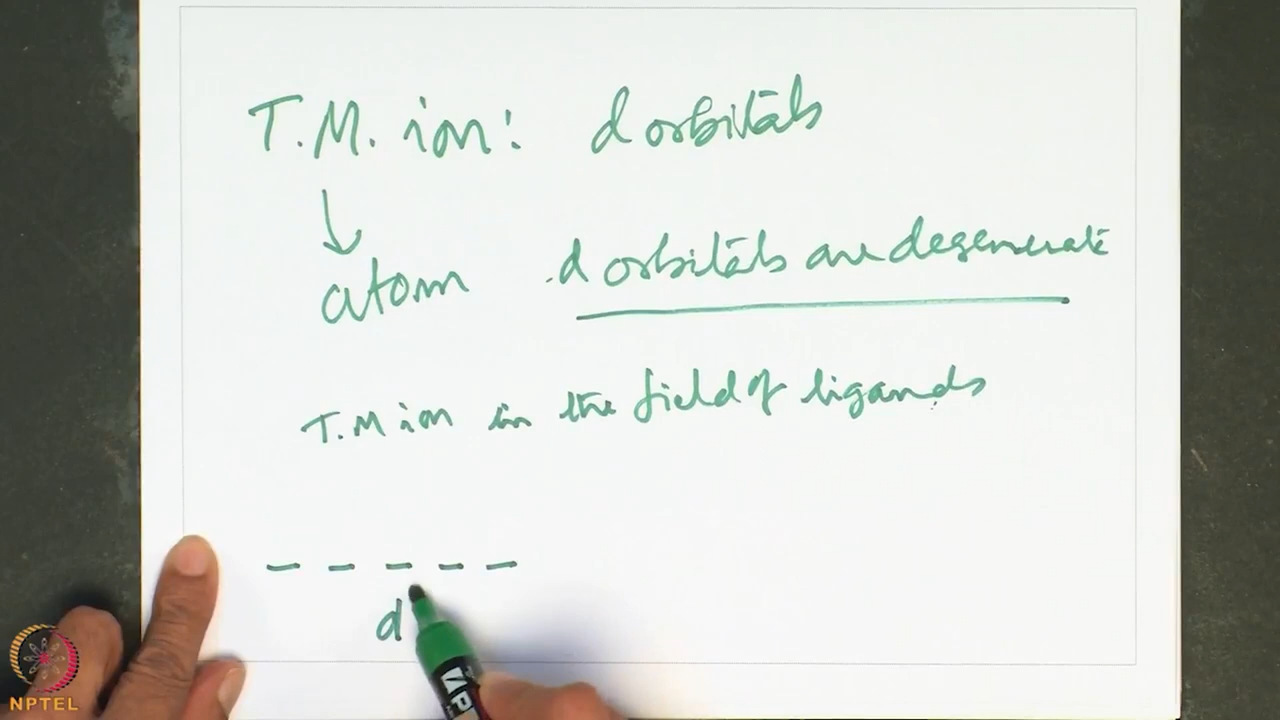 T.M. ion: d orbitals
atom d orbitals are degenerate
T.M ion in the field of ligands
d
NPTEL